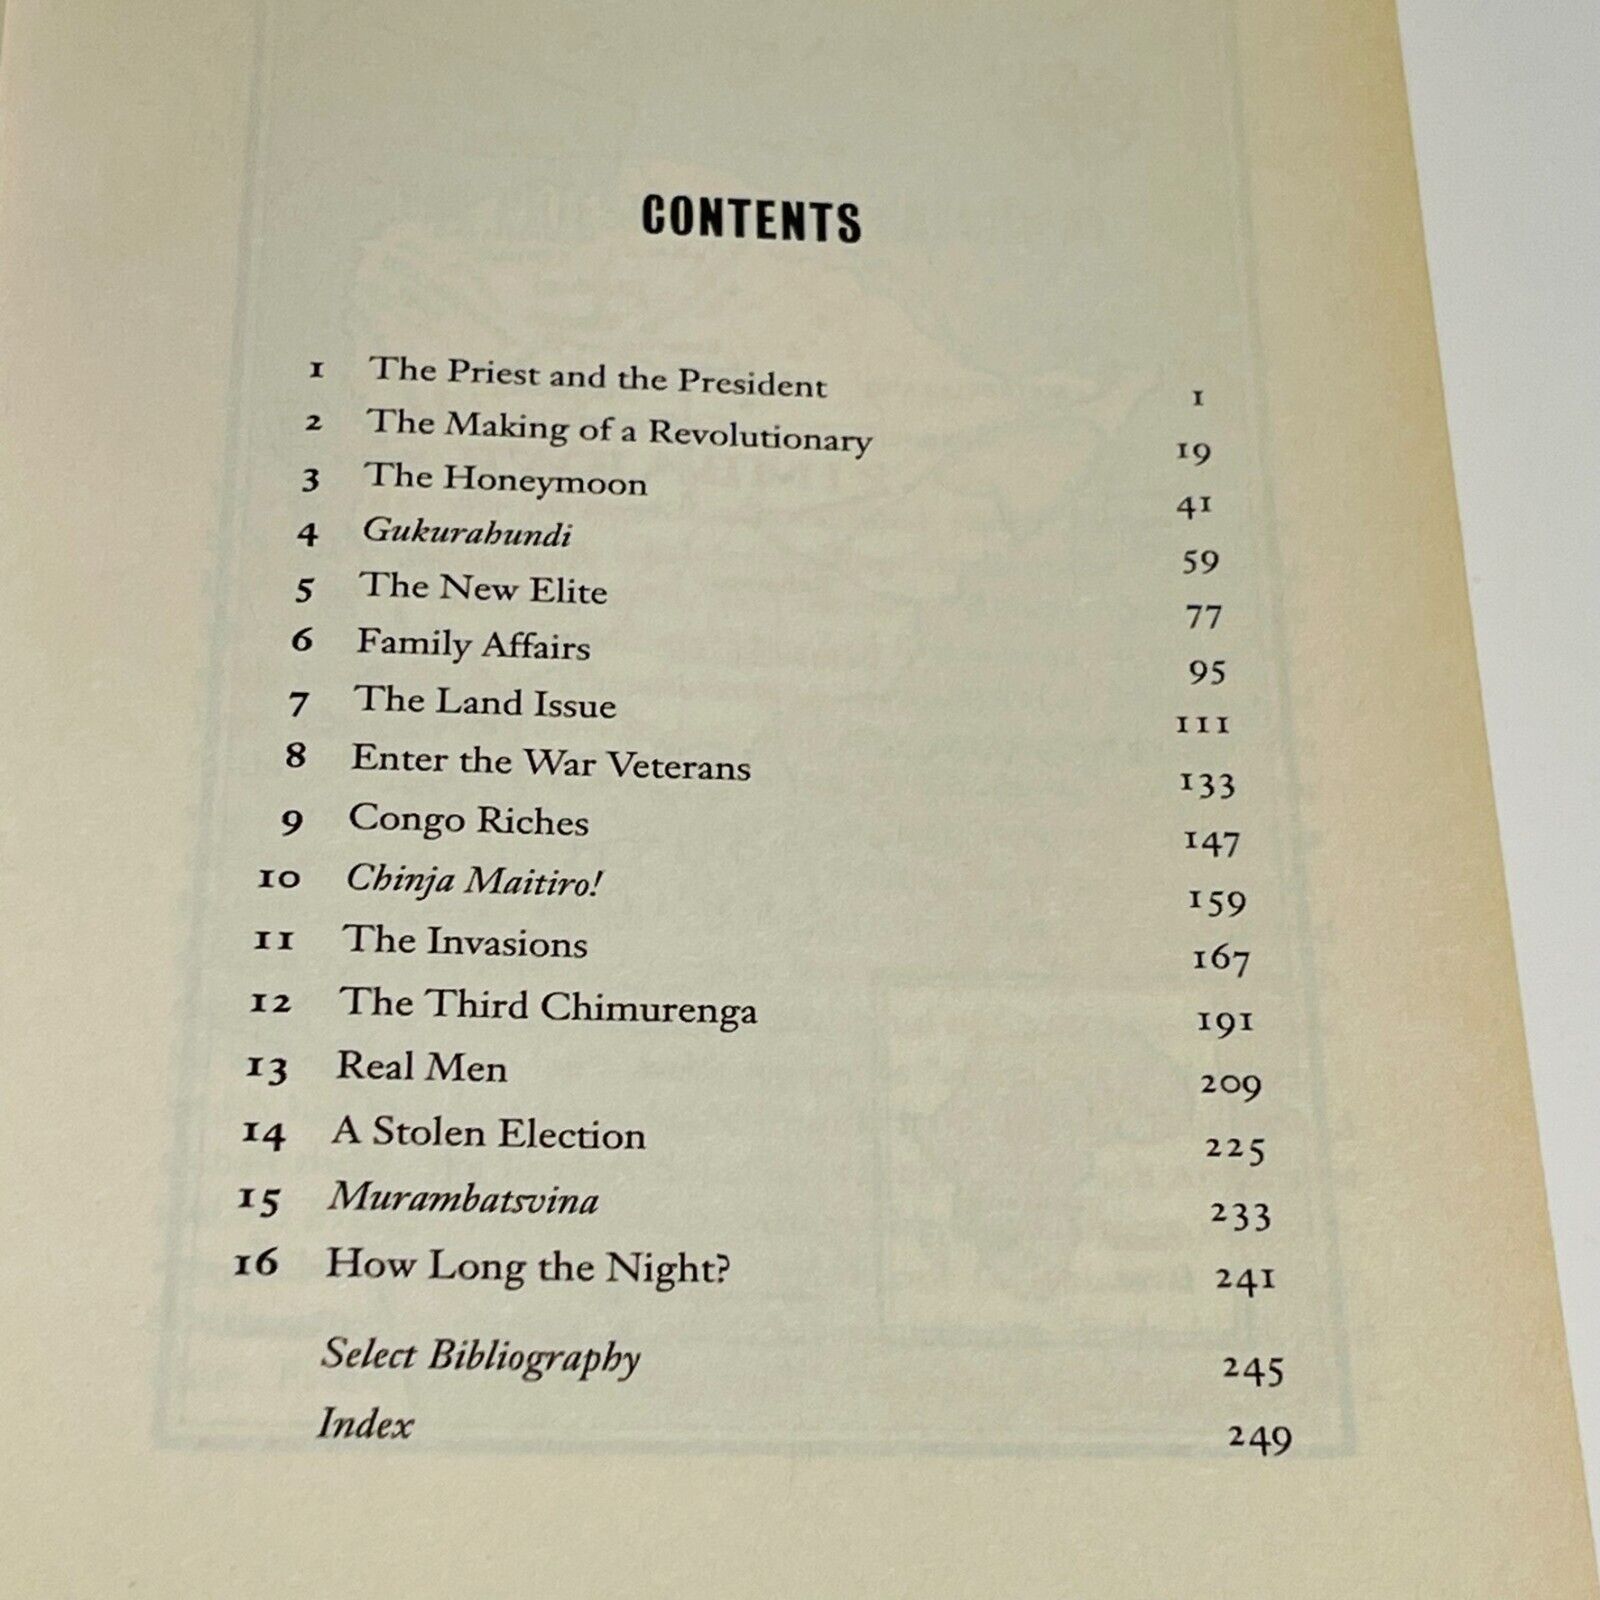 CONTENTS
1 The Priest and the President 1
2 The Making of a Revolutionary 19
3 The Honeymoon 41
4 Gukurahundi 59
5 The New Elite 77
6 Family Affairs 95
7 The Land Issue 111
8 Enter the War Veterans 133
9 Congo Riches 147
10 Chinja Maitiro! 159
11 The Invasions 167
12 The Third Chimurenga 191
13 Real Men 209
14 A Stolen Election 225
15 Murambatsvina 233
16 How Long the Night? 241
Select Bibliography 245
Index 249